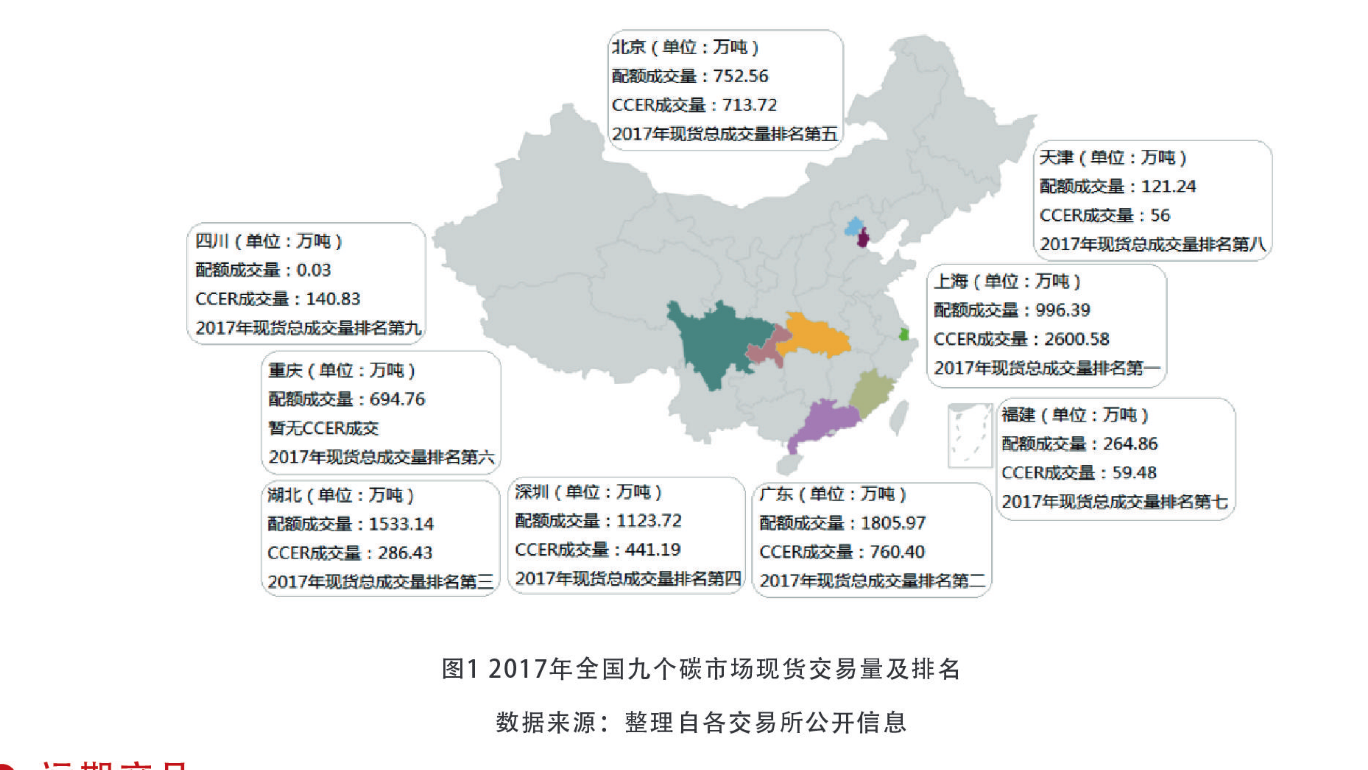 北京（单位：万吨）
配额成交量：752.56
CCER成交量：713.72
2017年现货总成交量排名第五
天津（单位：万吨）
配额成交量：121.24
CCER成交量：56
2017年现货总成交量排名第八
四川（单位：万吨）
配额成交量：0.03
CCER成交量：140.83
2017年现货总成交量排名第九
上海（单位：万吨）
配额成交量：996.39
CCER成交量：2600.58
2017年现货总成交量排名第一
重庆（单位：万吨）
配额成交量：694.76
暂无CCER成交
2017年现货总成交量排名第六
福建（单位：万吨）
配额成交量：264.86
CCER成交量：59.48
2017年现货总成交量排名第七
湖北（单位：万吨）
配额成交量：1533.14
CCER成交量：286.43
2017年现货总成交量排名第三
深圳（单位：万吨）
配额成交量：1123.72
CCER成交量：441.19
2017年现货总成交量排名第四
广东（单位：万吨）
配额成交量：1805.97
CCER成交量：760.40
2017年现货总成交量排名第二
图1 2017年全国九个碳市场现货交易量及排名
数据来源：整理自各交易所公开信息